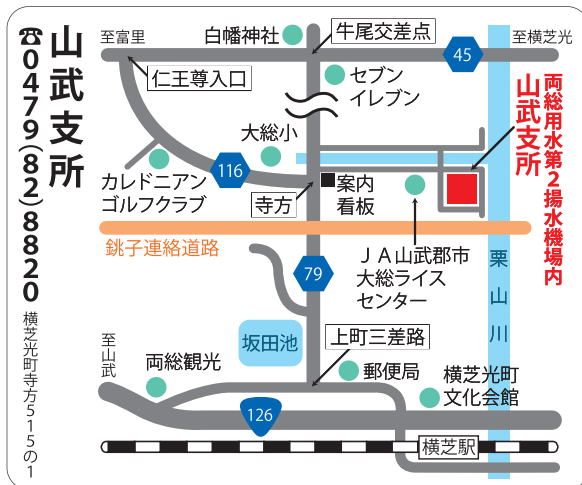 山武支所
☎0479(82)8820
横芝光町寺方515の1
至富里
白幡神社
牛尾交差点
至横芝光
45
仁王尊入口
セブン
イレブン
大総小
116
カレドニアン
ゴルフクラブ
寺方
案内
看板
両総用水第2揚水機場内
山武支所
銚子連絡道路
JA山武郡市
大総ライス
センター
栗山川
79
坂田池
上町三差路
至山武
両総観光
郵便局
横芝光町
文化会館
126
横芝駅